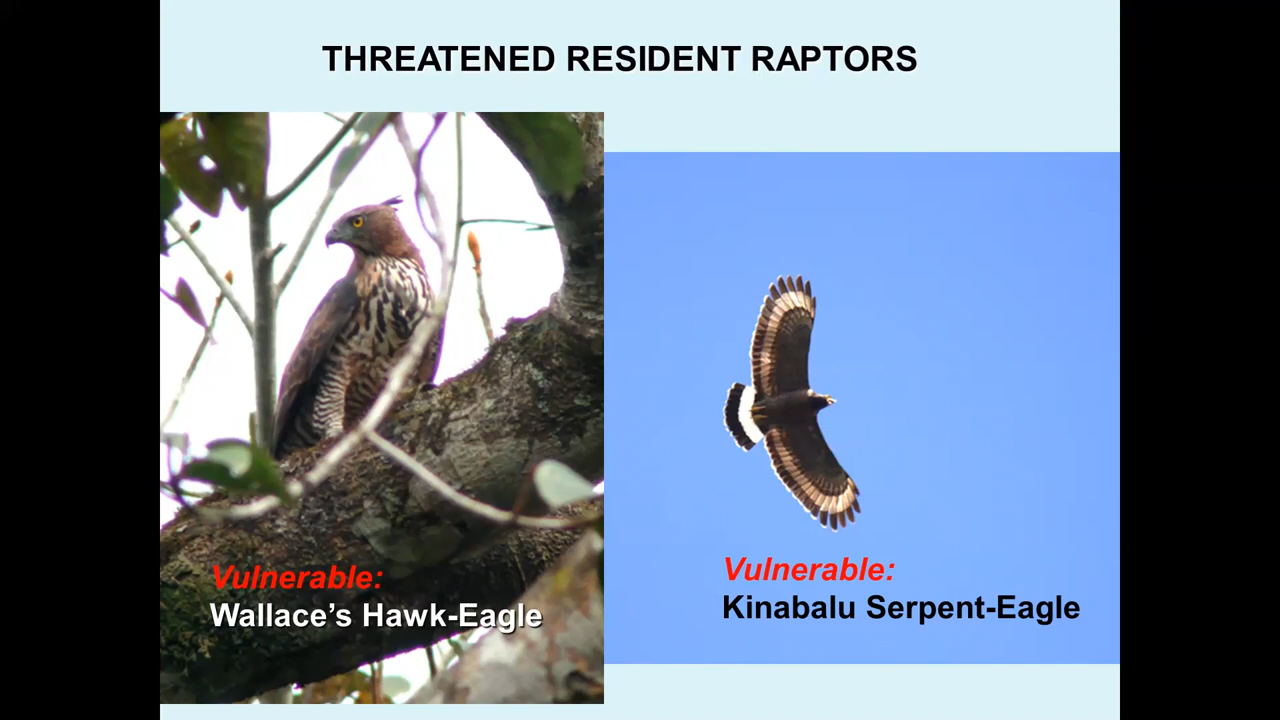 THREATENED RESIDENT RAPTORS
Vulnerable:
Wallace's Hawk-Eagle
Vulnerable:
Kinabalu Serpent-Eagle